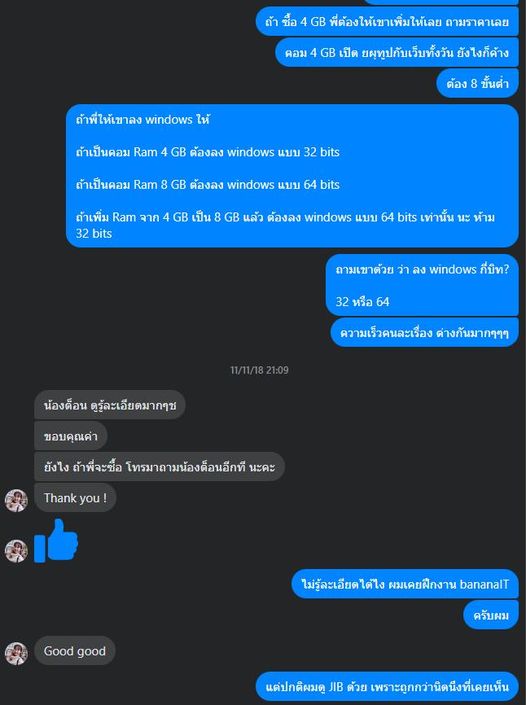 ถ้า ซื้อ 4 GB พี่ต้องให้เขาเพิ่มให้เลย ถามราคาเลย
คอม 4 GB เปิด ยูทูปกับเว็บทั้งวัน ยังไงก็ค้าง
ต้อง 8 ขั้นต่ำ
ถ้าพี่ให้เขาลง windows ให้
ถ้าเป็นคอม Ram 4 GB ต้องลง windows แบบ 32 bits
ถ้าเป็นคอม Ram 8 GB ต้องลง windows แบบ 64 bits
ถ้าเพิ่ม Ram จาก 4 GB เป็น 8 GB แล้ว ต้องลง windows แบบ 64 bits เท่านั้น นะ ห้าม
32 bits
ถามเขาด้วย ว่า ลง windows กี่บิท?
32 หรือ 64
ความเร็วคนละเรื่อง ต่างกันมากๆๆๆ
11/11/18 21:09
น้องต็อน ดูรู้ละเอียดมากๆช
ขอบคุณค่า
ยังไง ถ้าพี่จะซื้อ โทรมาถามน้องต็อนอีกที นะคะ
Thank you !
ไม่รู้ละเอียดได้ไง ผมเคยฝึกงาน bananaIT
ครับผม
Good good
แต่ปกติผมดู JIB ด้วย เพราะถูกกว่านิดนึงที่เคยเห็น